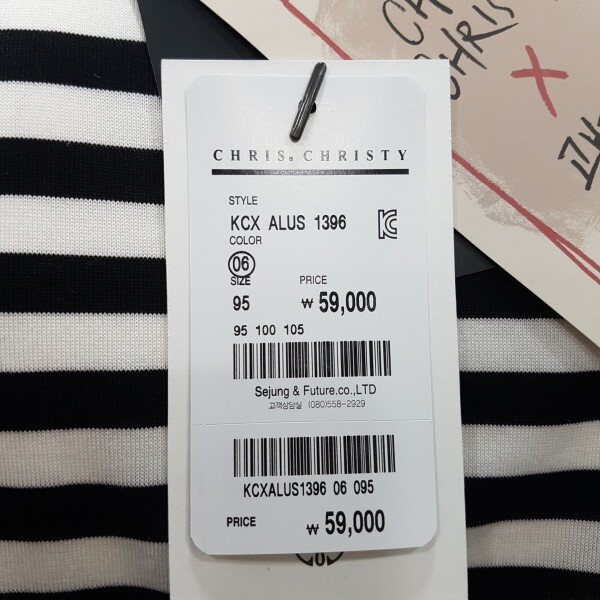 CHRIS. CHRISTY
STYLE
KCX ALUS 1396
COLOR
06
SIZE PRICE
95 ₩ 59,000
95 100 105
Sejung & Future.co.,LTD
고객상담실 (080)558-2929
KCXALUS1396 06 095
PRICE ₩ 59,000
CHRIS
X